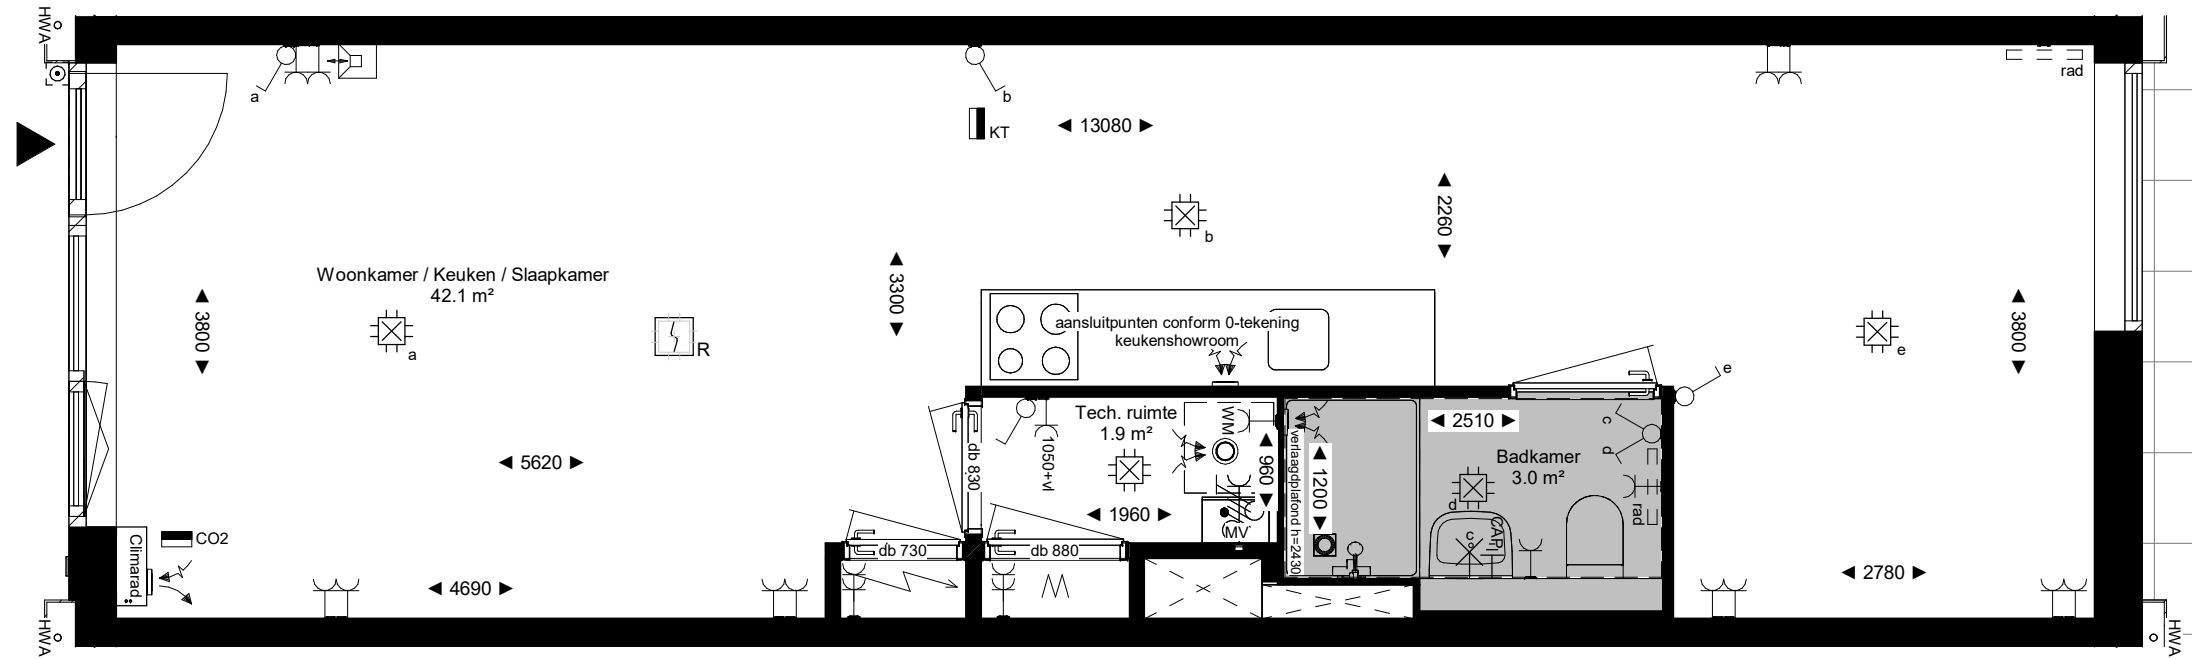 HWA
a
b
rad
KT
13080
b
2260
Woonkamer / Keuken / Slaapkamer
42.1 m²
3800
a
R
3300
aansluitpunten conform 0-tekening
keukenshowroom
e
3800
e
5620
db 830
1050+vl
Tech. ruimte
1.9 m²
WM
960
1960
MV
verlaagdplafond h=2430
1200
2510
c
d
Badkamer
3.0 m²
rad
d
c
CAP
Climarad
CO2
4690
db 730
db 880
2780
HWA
HWA